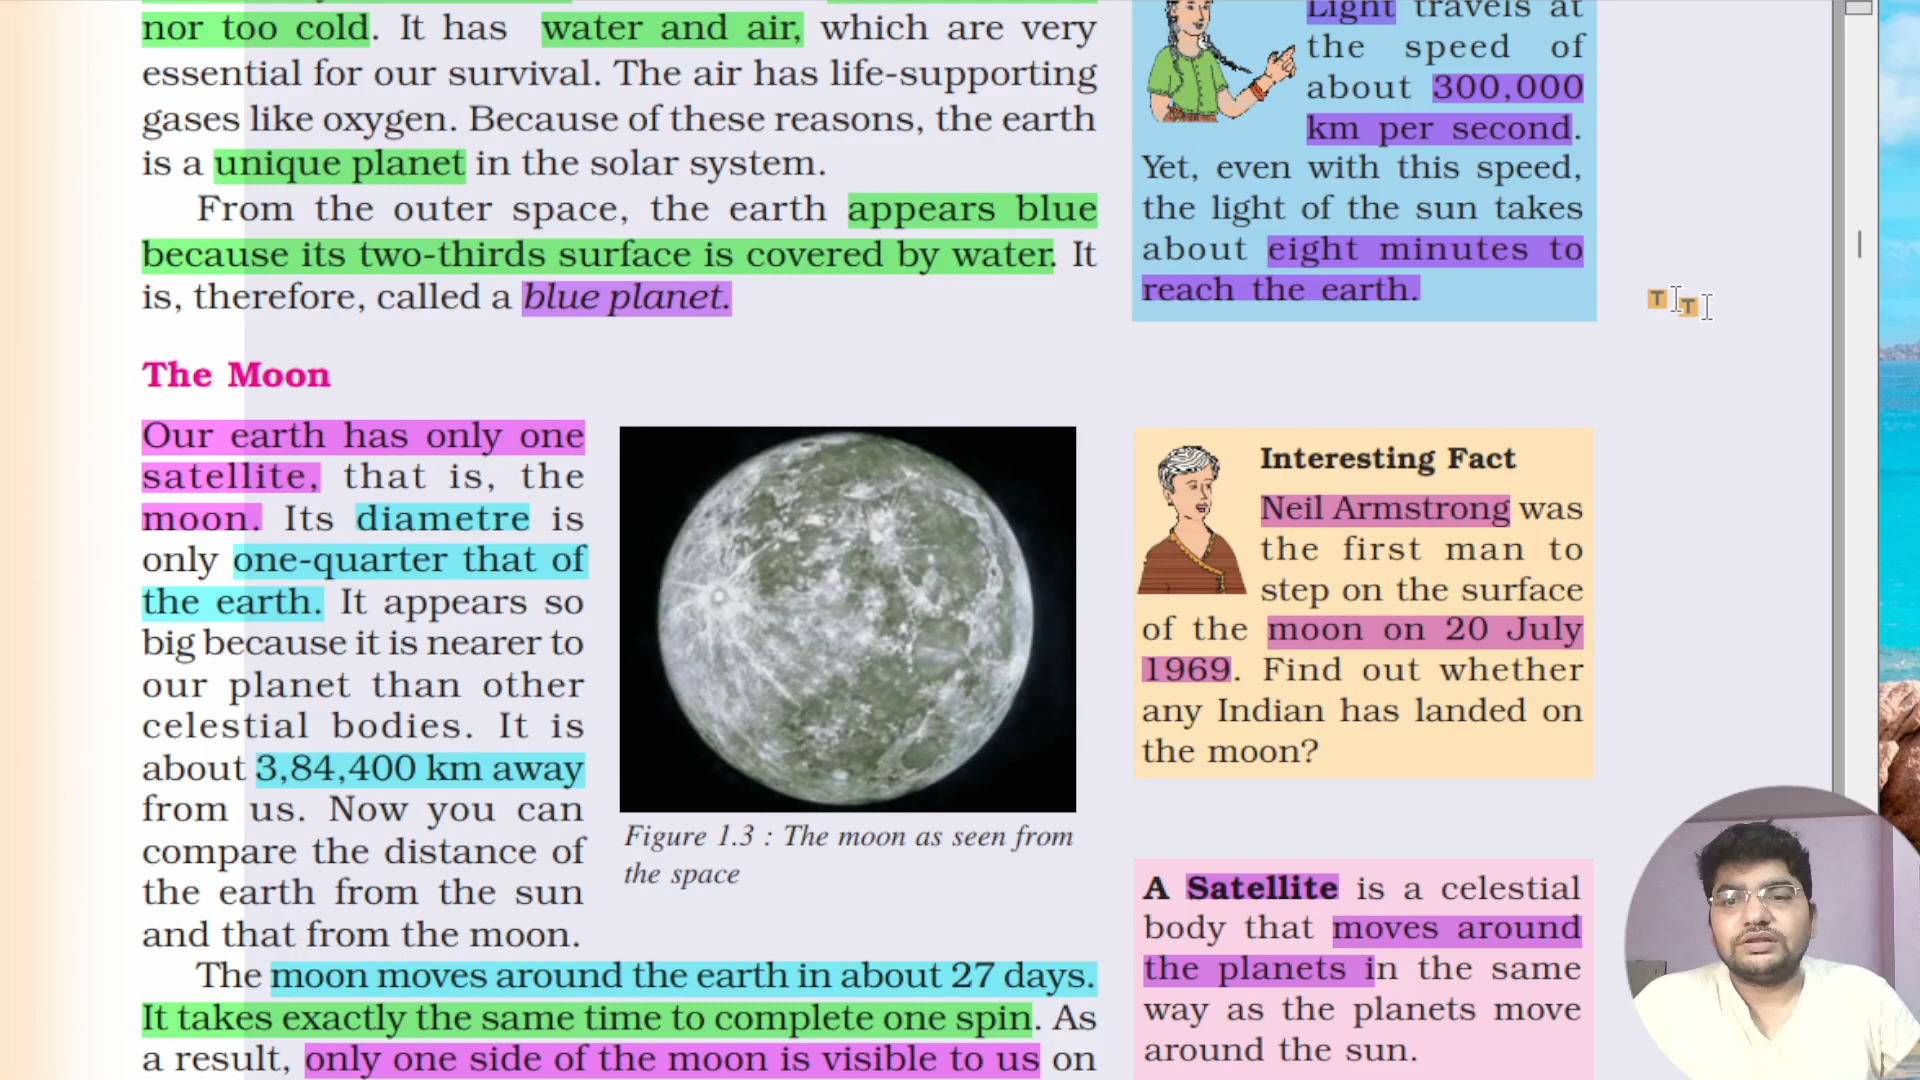 nor too cold. It has water and air, which are very
essential for our survival. The air has life-supporting
gases like oxygen. Because of these reasons, the earth
is a unique planet in the solar system.
From the outer space, the earth appears blue
because its two-thirds surface is covered by water. It
is, therefore, called a blue planet.
The Moon
Our earth has only one
satellite, that is, the
moon. Its diametre is
only one-quarter that of
the earth. It appears so
big because it is nearer to
our planet than other
celestial bodies. It is
about 3,84,400 km away
from us. Now you can
compare the distance of
the earth from the sun
and that from the moon.
Figure 1.3 : The moon as seen from
the space
The moon moves around the earth in about 27 days.
It takes exactly the same time to complete one spin. As
a result, only one side of the moon is visible to us on
Light travels at
the speed of
about 300,000
km per second.
Yet, even with this speed,
the light of the sun takes
about eight minutes to
reach the earth.
T T
Interesting Fact
Neil Armstrong was
the first man to
step on the surface
of the moon on 20 July
1969. Find out whether
any Indian has landed on
the moon?
A Satellite is a celestial
body that moves around
the planets in the same
way as the planets move
around the sun.